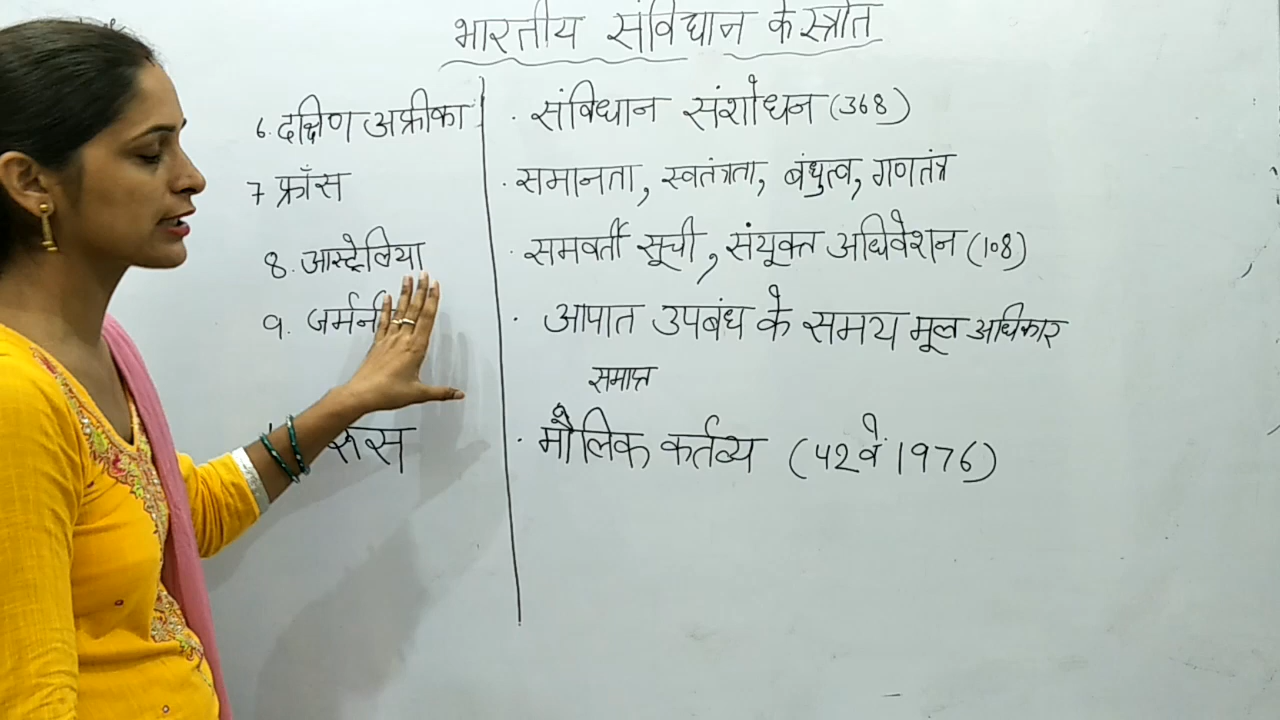 भारतीय संविधान के स्त्रोत
6. दक्षिण अफ्रीका . संविधान संशोधन (368)
7 फ्राँस . समानता, स्वतंत्रता, बंधुत्व, गणतंत्र
8. आस्ट्रेलिया . समवर्ती सूची, संयूक्त अधिवेशन (108)
9. . आपात उपबंध के समय मूल अधिकार
समाप्त
रूस . मौलिक कर्तव्य (42वें 1976)